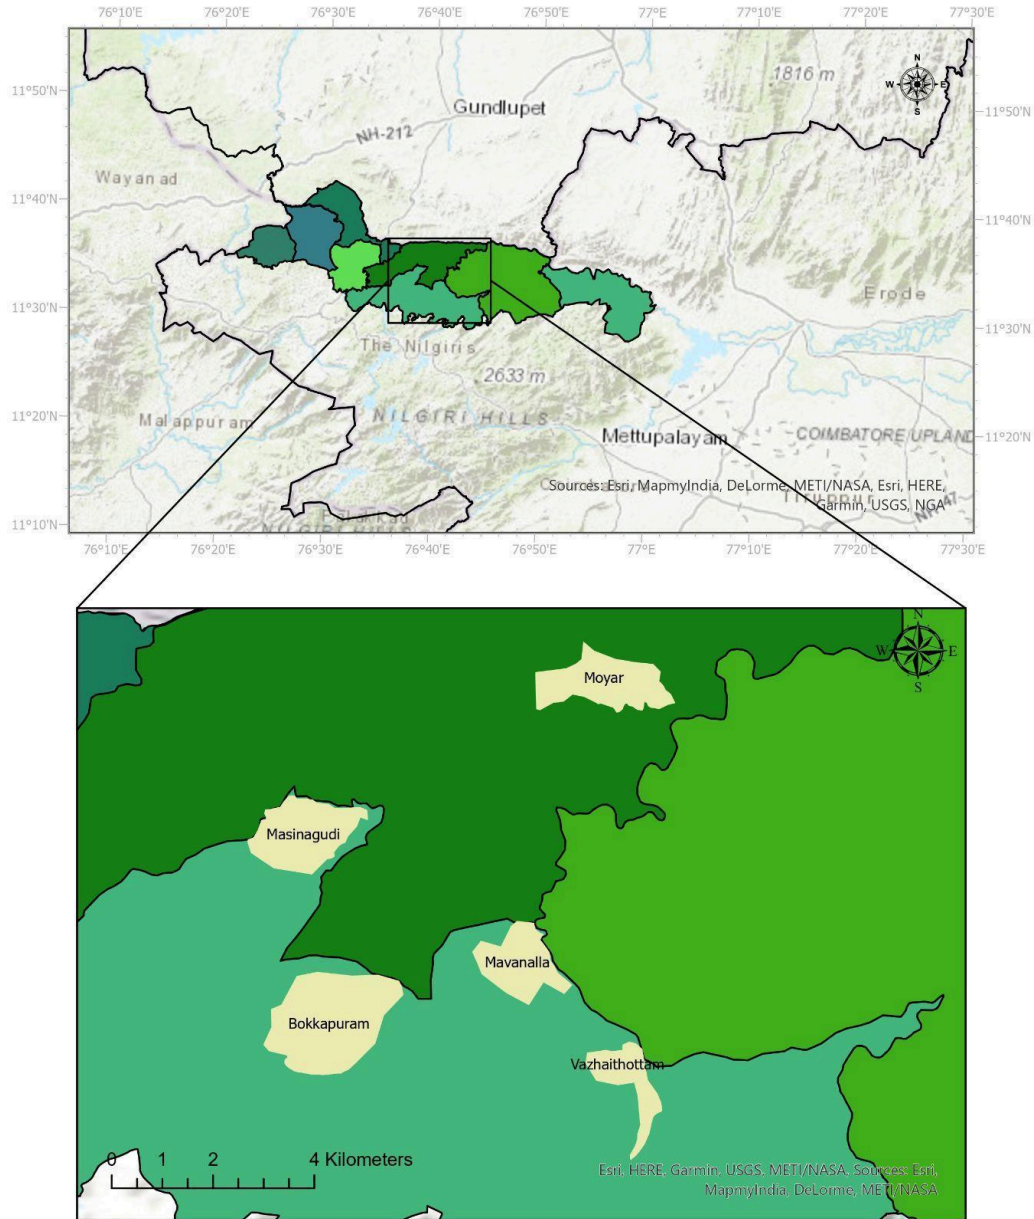 76°10'E 76°20'E 76°30'E 76°40'E 76°50'E 77°0'E 77°10'E 77°20'E 77°30'E
N
W E
S
1816 m
11°50'N
11°50'N
Gundlupet
NH-212
Wayanad
11°40'N
11°40'N
Erode
11°30'N
11°30'N
The Nilgiris
2633 m
11°20'N
Malappuram
NILGIRI HILLS
Mettupalayam
COIMBATORE UPLAND
11°20'N
Sources: Esri, MapmyIndia, DeLorme, METI/NASA, Esri, HERE,
Garmin, USGS, NGA
Tiruppur
11°10'N
11°10'N
76°10'E 76°20'E 76°30'E 76°40'E 76°50'E 77°0'E 77°10'E 77°20'E 77°30'E
N
W E
S
Moyar
Masinagudi
Mavanalla
Bokkapuram
Vazhaithottam
0 1 2 4 Kilometers
Esri, HERE, Garmin, USGS, METI/NASA, Sources: Esri,
MapmyIndia, DeLorme, METI/NASA